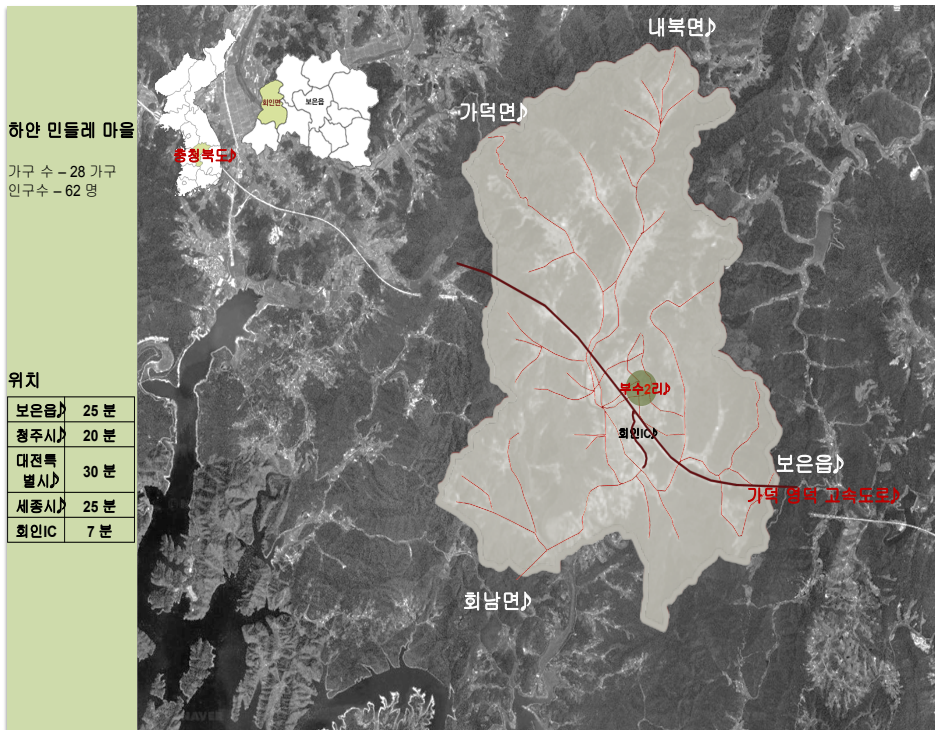 하얀 민들레 마을
가구 수 – 28 가구
인구수 – 62 명
위치
보은읍♪ 25 분
청주시♪ 20 분
대전특
별시♪ 30 분
세종시♪ 25 분
회인IC 7 분
회인면
보은읍
충청북도♪
내북면♪
가덕면♪
부수2리♪
회인IC♪
보은읍♪
가덕 영덕 고속도로♪
회남면♪
NAVER